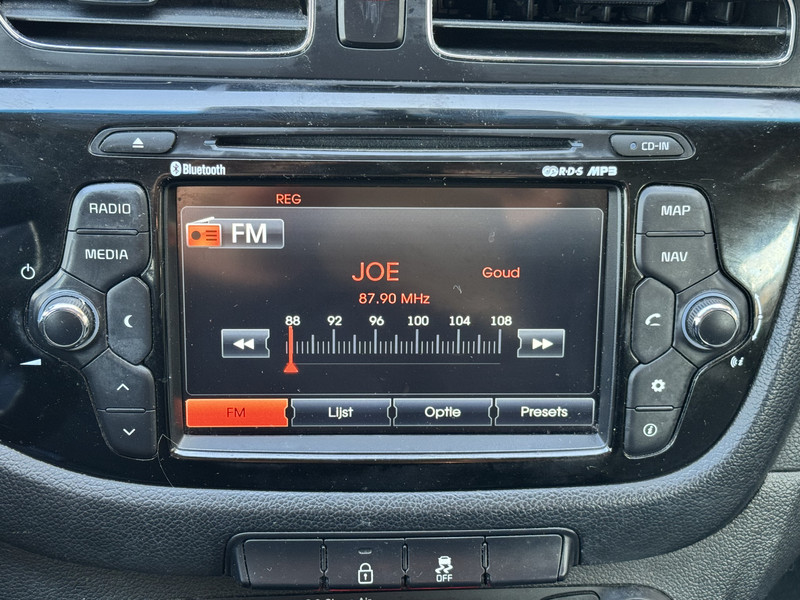 CD-IN
Bluetooth R·D·S MP3
RADIO REG MAP
FM
MEDIA NAV
JOE Goud
87.90 MHz
88 92 96 100 104 108
FM Lijst Optie Presets
OFF